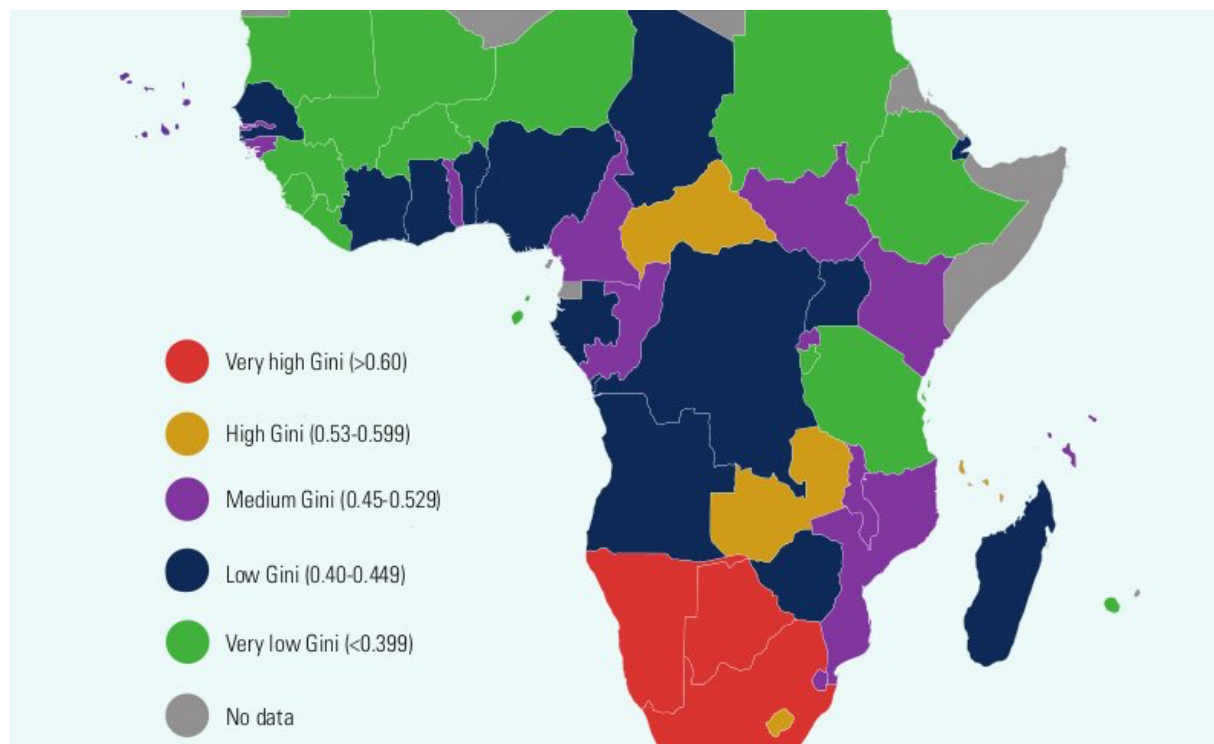 Very high Gini (>0.60)
High Gini (0.53-0.599)
Medium Gini (0.45-0.529)
Low Gini (0.40-0.449)
Very low Gini (<0.399)
No data